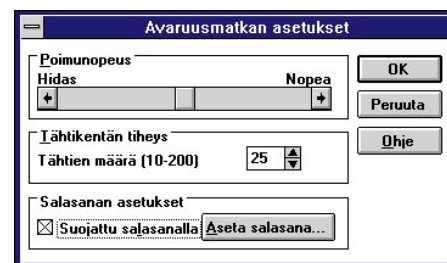 Avaruusmatkan asetukset
Poimunopeus
Hidas Nopea
OK
Peruuta
Ohje
Tähtikentän tiheys
Tähtien määrä (10-200) 25
Salasanan asetukset
Suojattu salasanalla Aseta salasana...